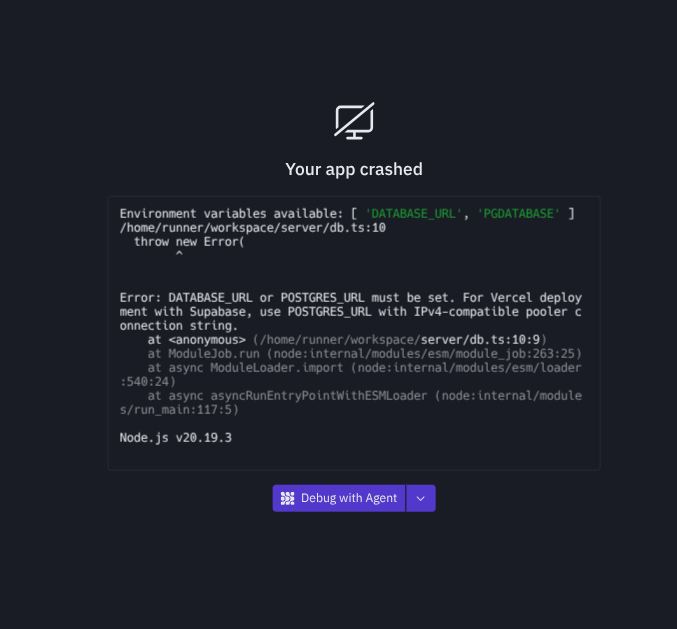 Your app crashed
Environment variables available: [ 'DATABASE_URL', 'PGDATABASE' ]
/home/runner/workspace/server/db.ts:10
  throw new Error(
        ^
Error: DATABASE_URL or POSTGRES_URL must be set. For Vercel deploy
ment with Supabase, use POSTGRES_URL with IPv4-compatible pooler c
onnection string.
    at <anonymous> (/home/runner/workspace/server/db.ts:10:9)
    at ModuleJob.run (node:internal/modules/esm/module_job:263:25)
    at async ModuleLoader.import (node:internal/modules/esm/loader
:540:24)
    at async asyncRunEntryPointWithESMLoader (node:internal/module
s/run_main:117:5)
Node.js v20.19.3
Debug with Agent